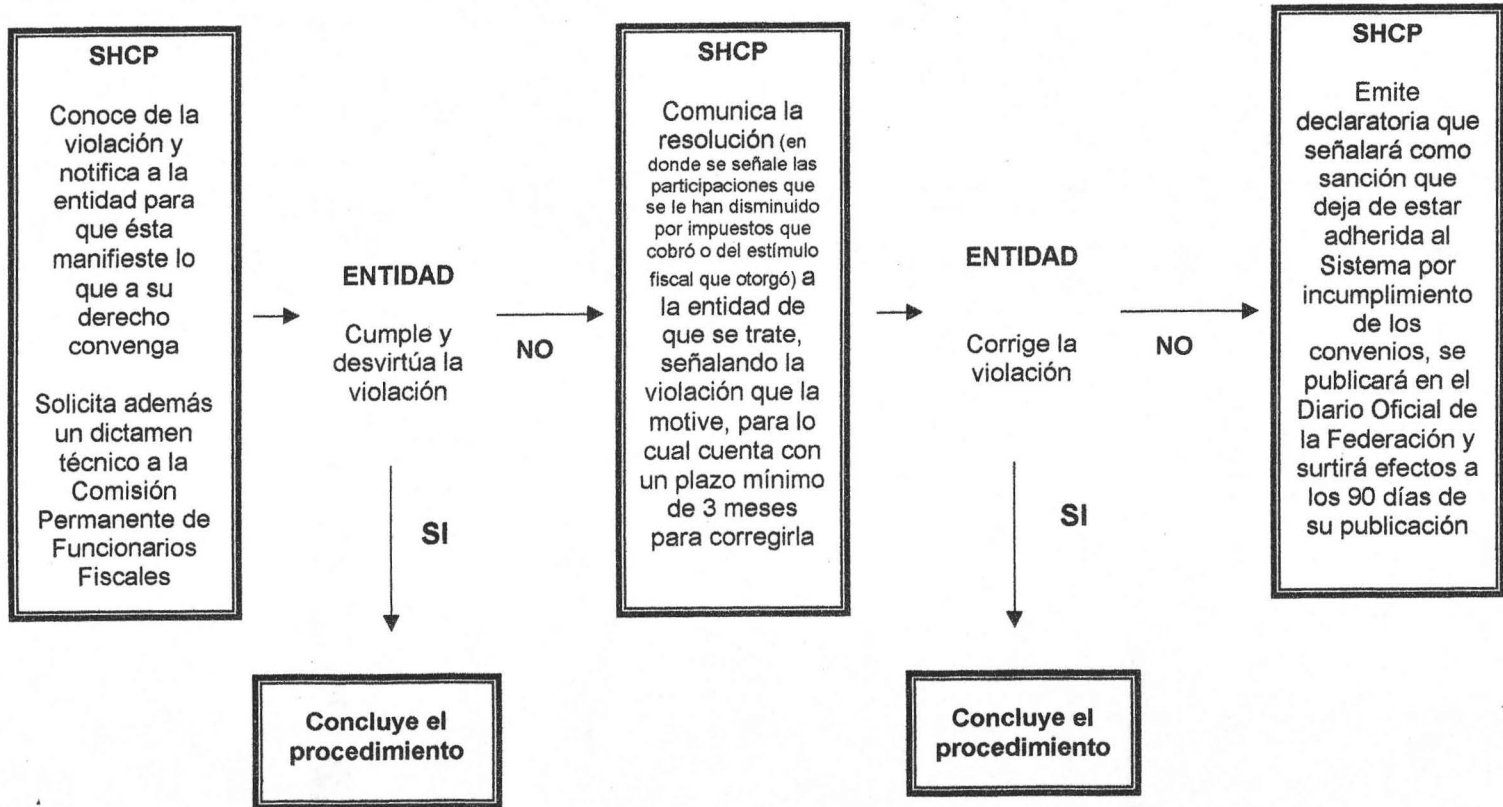 SHCP
Conoce de la
violación y
notifica a la
entidad para
que ésta
manifieste lo
que a su
derecho
convenga
Solicita además
un dictamen
técnico a la
Comisión
Permanente de
Funcionarios
Fiscales
ENTIDAD
Cumple y
desvirtúa la
violación
NO
SI
Concluye el
procedimiento
SHCP
Comunica la
resolución (en
donde se señale las
participaciones que
se le han disminuido
por impuestos que
cobró o del estímulo
fiscal que otorgó) a
la entidad de
que se trate,
señalando la
violación que la
motive, para lo
cual cuenta con
un plazo mínimo
de 3 meses
para corregirla
ENTIDAD
Corrige la
violación
NO
SI
Concluye el
procedimiento
SHCP
Emite
declaratoria que
señalará como
sanción que
deja de estar
adherida al
Sistema por
incumplimiento
de los
convenios, se
publicará en el
Diario Oficial de
la Federación y
surtirá efectos a
los 90 días de
su publicación